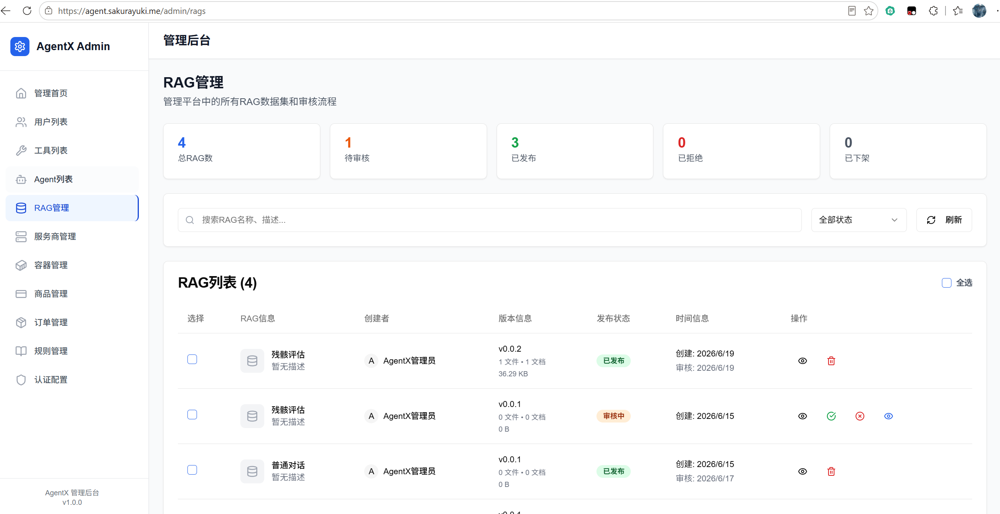 https://agent.sakurayuki.me/admin/rags
AgentX Admin
管理首页
用户列表
工具列表
Agent列表
RAG管理
服务商管理
容器管理
商品管理
订单管理
规则管理
认证配置
AgentX 管理后台
v1.0.0
管理后台
RAG管理
管理平台中的所有RAG数据集和审核流程
4
总RAG数
1
待审核
3
已发布
0
已拒绝
0
已下架
搜索RAG名称、描述...
全部状态
刷新
RAG列表 (4)
全选
选择 RAG信息 创建者 版本信息 发布状态 时间信息 操作
残骸评估
暂无描述
A AgentX管理员
v0.0.2
1 文件 • 1 文档
36.29 KB
已发布
创建: 2026/6/19
审核: 2026/6/19
残骸评估
暂无描述
A AgentX管理员
v0.0.1
0 文件 • 0 文档
0 B
审核中
创建: 2026/6/15
普通对话
暂无描述
A AgentX管理员
v0.0.1
0 文件 • 0 文档
0 B
已发布
创建: 2026/6/15
审核: 2026/6/17
v0.0.1